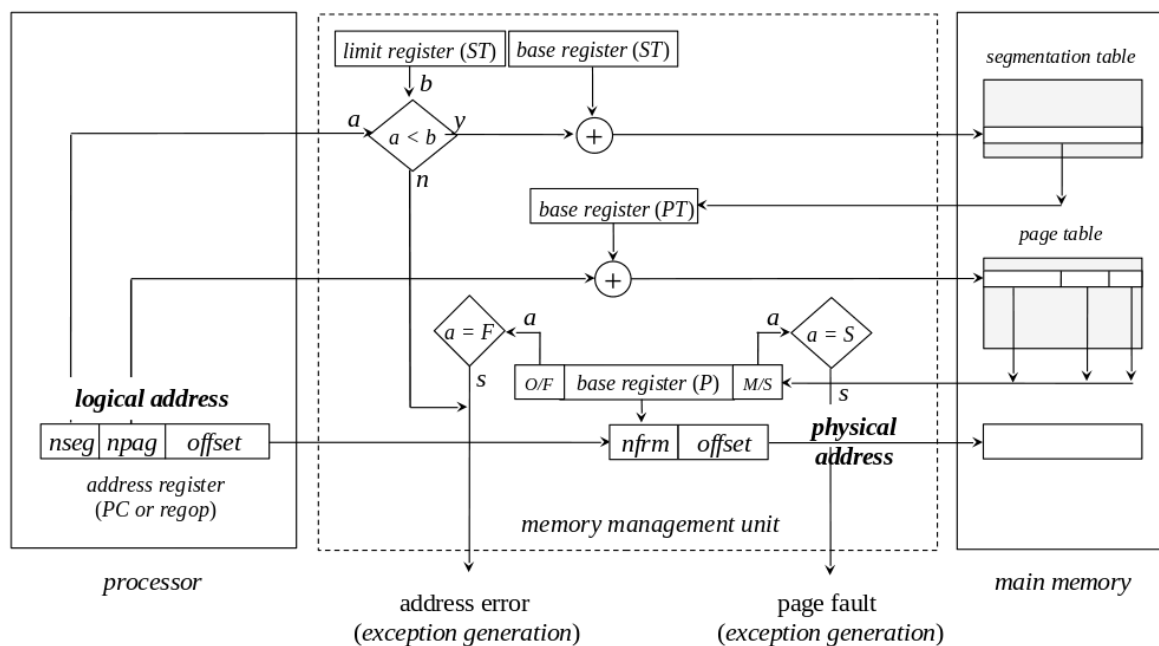 limit register (ST)
base register (ST)
segmentation table
b
a
a < b
y
+
n
base register (PT)
page table
+
a = F
a
a
a = S
s
O/F
base register (P)
M/S
s
logical address
nseg
npag
offset
nfrm
offset
physical
address
address register
(PC or regop)
memory management unit
processor
main memory
address error
(exception generation)
page fault
(exception generation)